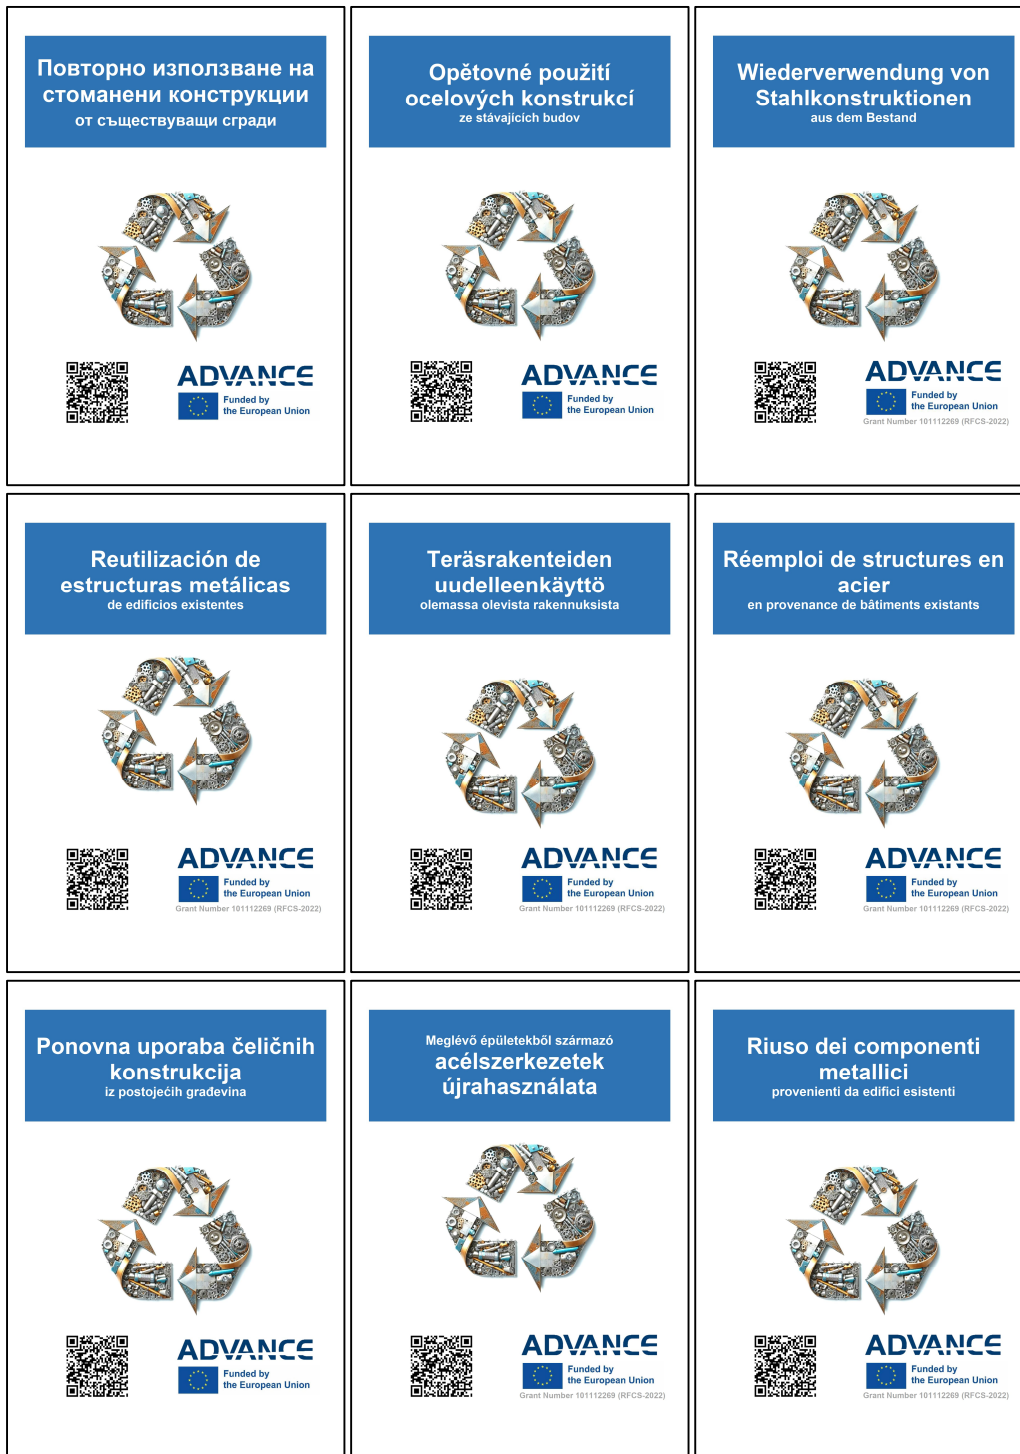 Повторно използване на
стоманени конструкции
от съществуващи сгради
ADVANCE
Funded by
the European Union
Opětovné použití
ocelových konstrukcí
ze stávajících budov
ADVANCE
Funded by
the European Union
Wiederverwendung von
Stahlkonstruktionen
aus dem Bestand
ADVANCE
Funded by
the European Union
Grant Number 101112269 (RFCS-2022)
Reutilización de
estructuras metálicas
de edificios existentes
ADVANCE
Funded by
the European Union
Grant Number 101112269 (RFCS-2022)
Teräsrakenteiden
uudelleenkäyttö
olemassa olevista rakennuksista
ADVANCE
Funded by
the European Union
Grant Number 101112269 (RFCS-2022)
Réemploi de structures en
acier
en provenance de bâtiments existants
ADVANCE
Funded by
the European Union
Grant Number 101112269 (RFCS-2022)
Ponovna uporaba čeličnih
konstrukcija
iz postojećih građevina
ADVANCE
Funded by
the European Union
Meglévő épületekből származó
acélszerkezetek
újrahasználata
ADVANCE
Funded by
the European Union
Grant Number 101112269 (RFCS-2022)
Riuso dei componenti
metallici
provenienti da edifici esistenti
ADVANCE
Funded by
the European Union
Grant Number 101112269 (RFCS-2022)